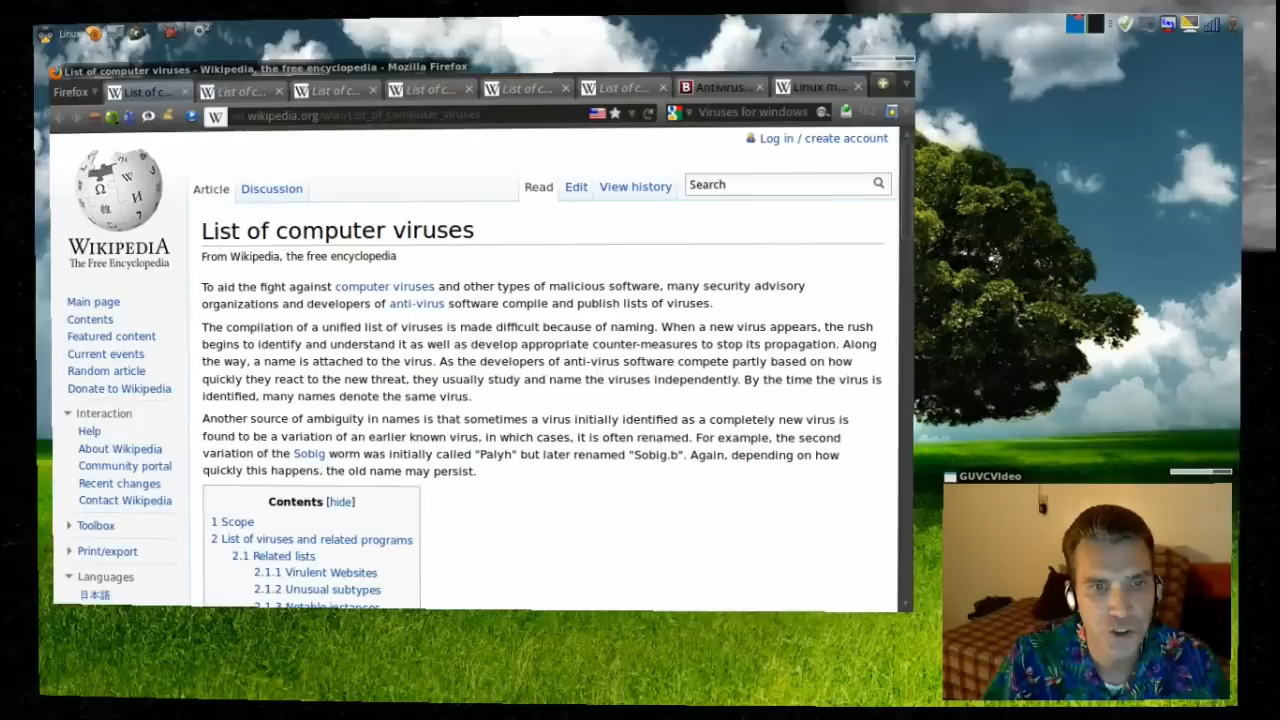 Linux
List of computer viruses - Wikipedia, the free encyclopedia - Mozilla Firefox
Firefox
List of c...
List of c...
List of c...
List of c...
List of c...
List of c...
Antivirus...
Linux m...
wikipedia.org/wiki/List_of_computer_viruses
Viruses for windows
Log in / create account
Article
Discussion
Read
Edit
View history
Search
WIKIPEDIA
The Free Encyclopedia
Main page
Contents
Featured content
Current events
Random article
Donate to Wikipedia
Interaction
Help
About Wikipedia
Community portal
Recent changes
Contact Wikipedia
Toolbox
Print/export
Languages
日本語
List of computer viruses
From Wikipedia, the free encyclopedia
To aid the fight against computer viruses and other types of malicious software, many security advisory
organizations and developers of anti-virus software compile and publish lists of viruses.
The compilation of a unified list of viruses is made difficult because of naming. When a new virus appears, the rush
begins to identify and understand it as well as develop appropriate counter-measures to stop its propagation. Along
the way, a name is attached to the virus. As the developers of anti-virus software compete partly based on how
quickly they react to the new threat, they usually study and name the viruses independently. By the time the virus is
identified, many names denote the same virus.
Another source of ambiguity in names is that sometimes a virus initially identified as a completely new virus is
found to be a variation of an earlier known virus, in which cases, it is often renamed. For example, the second
variation of the Sobig worm was initially called "Palyh" but later renamed "Sobig.b". Again, depending on how
quickly this happens, the old name may persist.
Contents [hide]
1 Scope
2 List of viruses and related programs
2.1 Related lists
2.1.1 Virulent Websites
2.1.2 Unusual subtypes
2.1.3 Notable instances
GUVCVideo